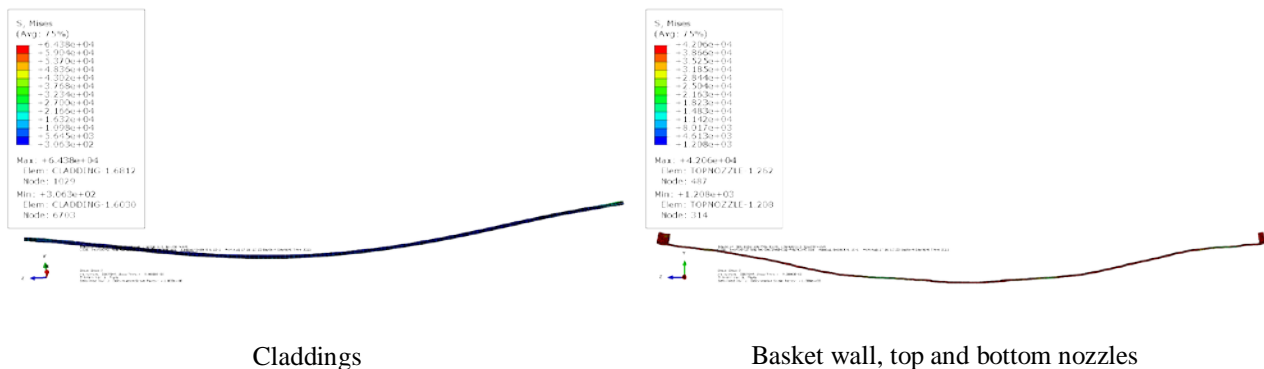 S, Mises
(Avg: 75%)
+6.438e+04
+5.904e+04
+5.370e+04
+4.836e+04
+4.302e+04
+3.768e+04
+3.234e+04
+2.700e+04
+2.166e+04
+1.632e+04
+1.098e+04
+5.645e+03
+3.063e+02
Max: +6.438e+04
Elem: CLADDING-1.6812
Node: 1029
Min: +3.063e+02
Elem: CLADDING-1.6030
Node: 6703
Y
Z
Claddings
S, Mises
(Avg: 75%)
+4.206e+04
+3.866e+04
+3.525e+04
+3.185e+04
+2.844e+04
+2.504e+04
+2.163e+04
+1.823e+04
+1.483e+04
+1.142e+04
+8.017e+03
+4.613e+03
+1.208e+03
Max: +4.206e+04
Elem: TOPNOZZLE-1.262
Node: 487
Min: +1.208e+03
Elem: TOPNOZZLE-1.208
Node: 314
Y
Z
Basket wall, top and bottom nozzles